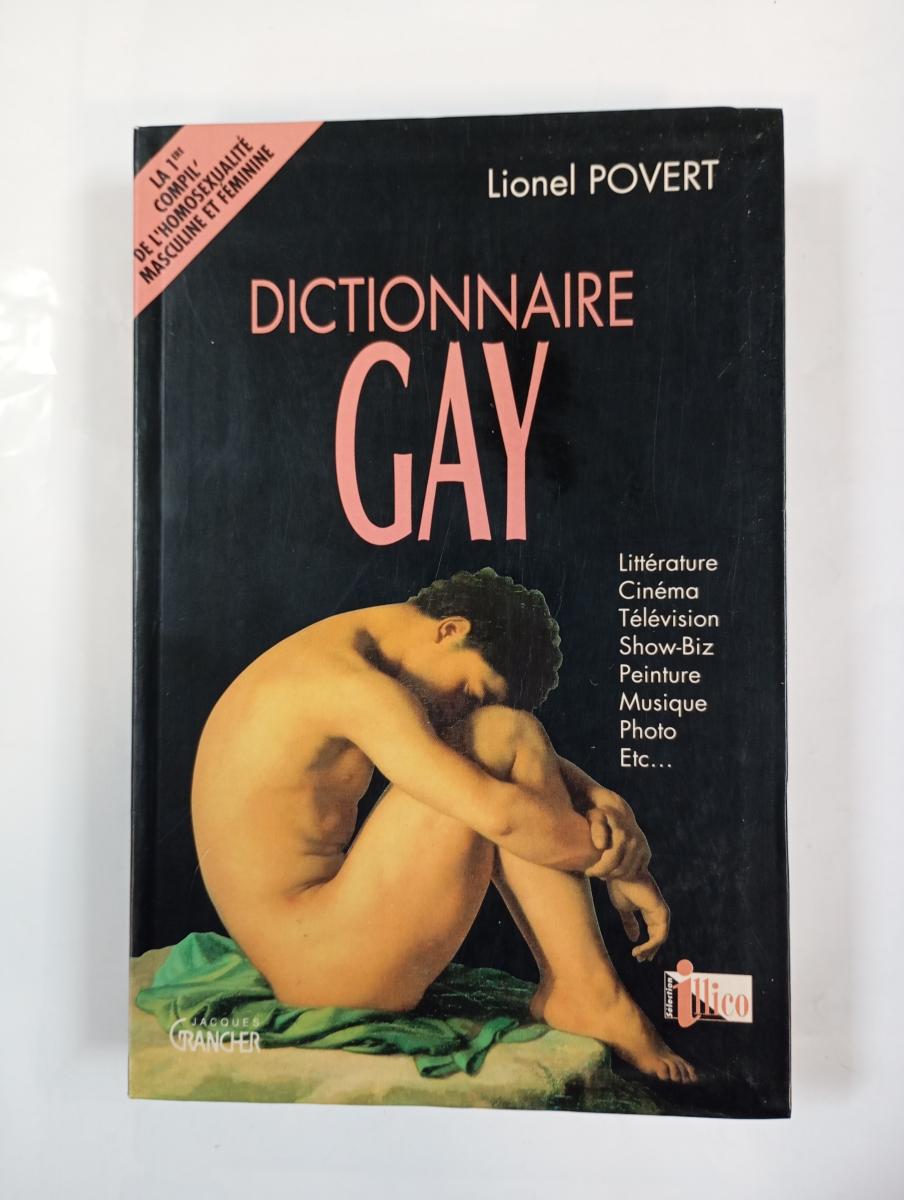 LA 1ERE
COMPIL'
DE L'HOMOSEXUALITÉ
MASCULINE ET FÉMININE
Lionel POVERT
DICTIONNAIRE
GAY
Littérature
Cinéma
Télévision
Show-Biz
Peinture
Musique
Photo
Etc...
Sélection
illico
JACQUES
GRANCHER